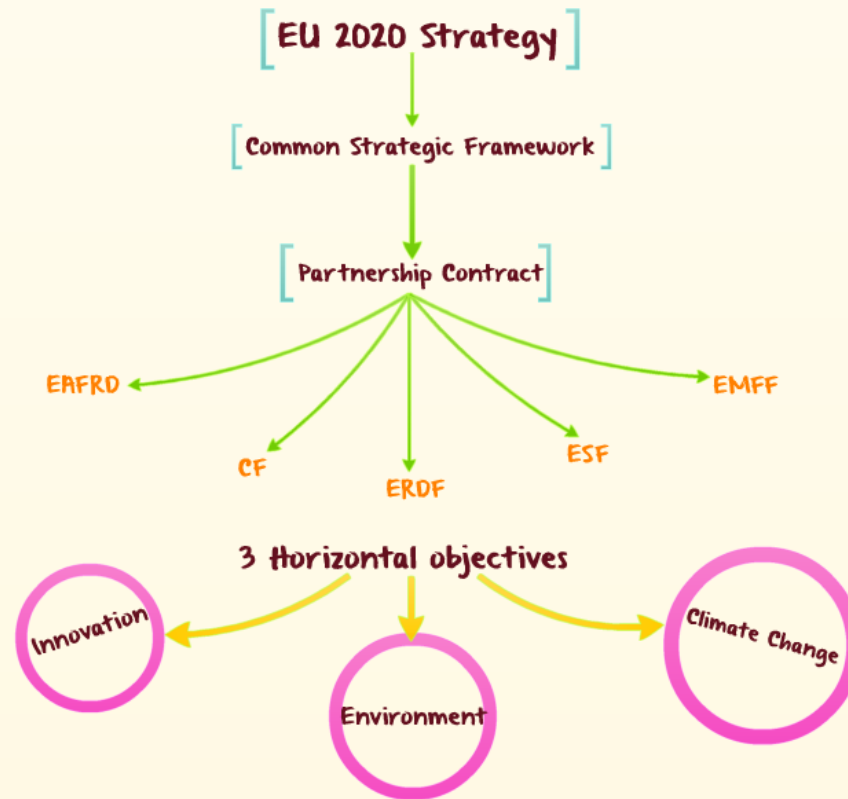 [EU 2020 Strategy]
[Common Strategic Framework]
[Partnership Contract]
EAFRD
EMFF
CF
ESF
ERDF
3 Horizontal objectives
Innovation
Environment
Climate Change